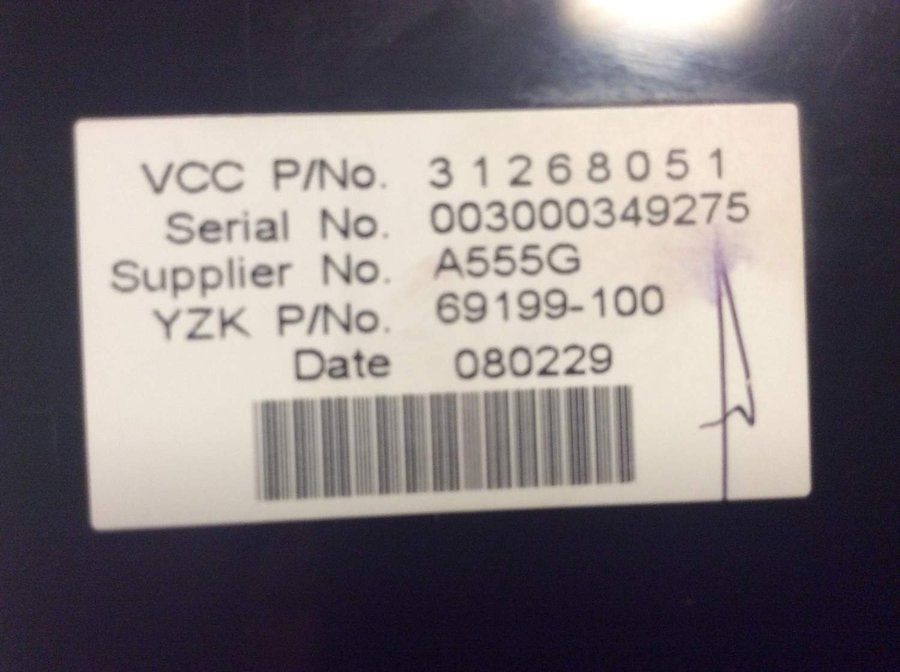 VCC P/No. 31268051
Serial No. 003000349275
Supplier No. A555G
YZK P/No. 69199-100
Date 080229